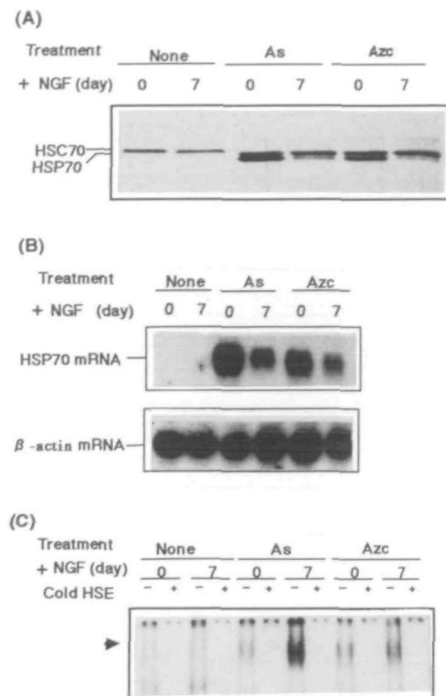 (A)
Treatment None As Azc
+ NGF (day) 0 7 0 7 0 7
HSC70
HSP70
(B)
Treatment None As Azc
+ NGF (day) 0 7 0 7 0 7
HSP70 mRNA
β-actin mRNA
(C)
Treatment None As Azc
+ NGF (day) 0 7 0 7 0 7
Cold HSE − + − + − + − + − + − +